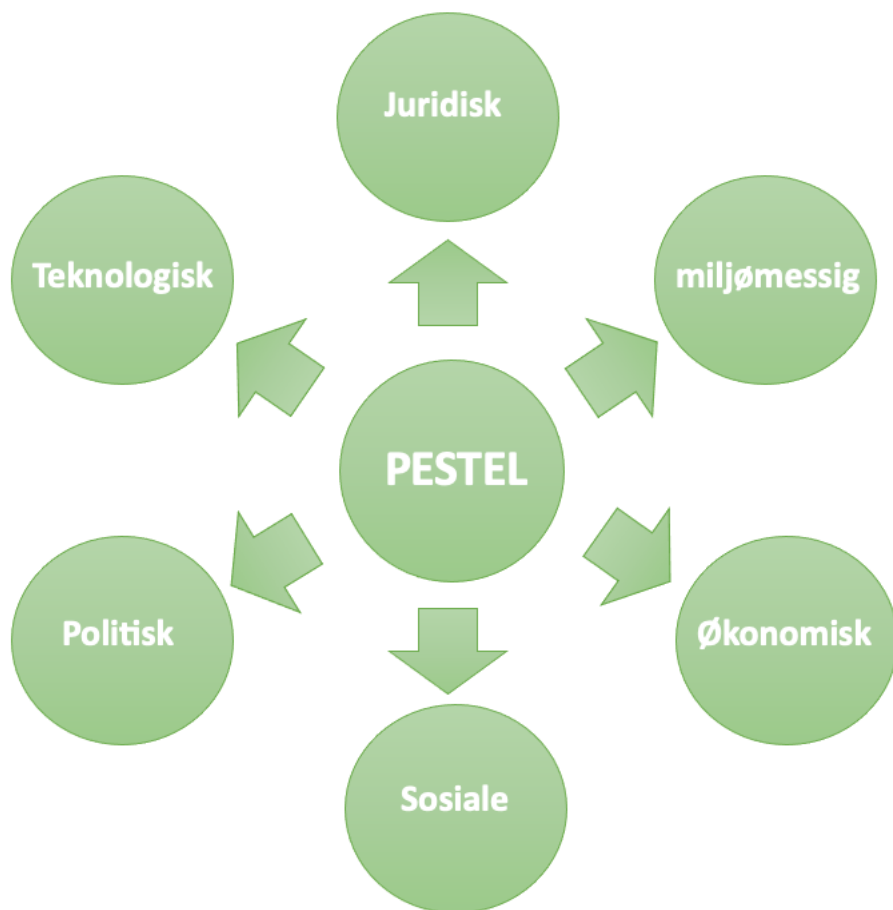 Juridisk
Teknologisk
miljømessig
PESTEL
Politisk
Økonomisk
Sosiale